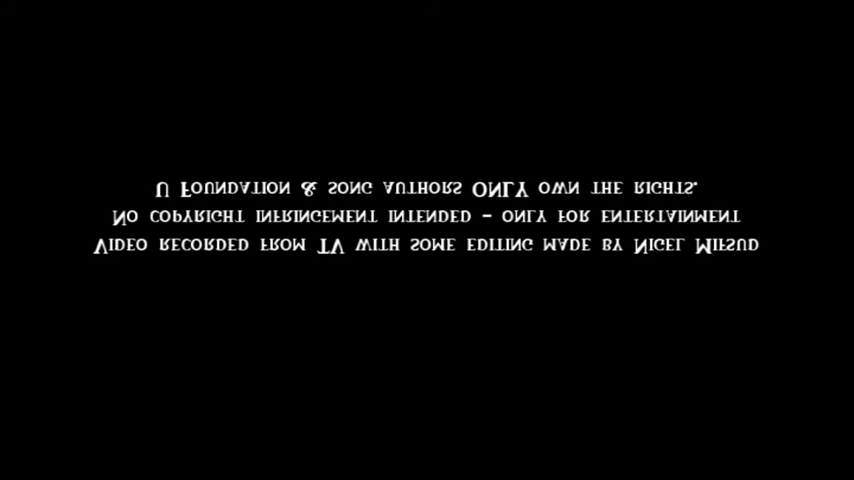 Video recorded from TV with some editing made by Nigel Mifsud
No copyright infringement intended - only for entertainment
U Foundation & song authors ONLY own the rights.